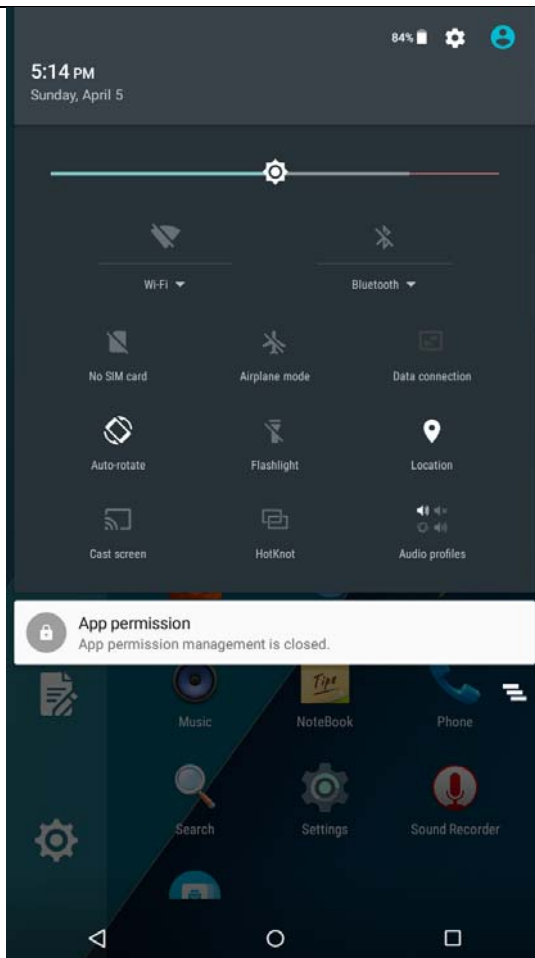 84%
5:14 PM
Sunday, April 5
Wi-Fi
Bluetooth
No SIM card
Airplane mode
Data connection
Auto-rotate
Flashlight
Location
Cast screen
HotKnot
Audio profiles
App permission
App permission management is closed.
Tips
Music
NoteBook
Phone
Search
Settings
Sound Recorder